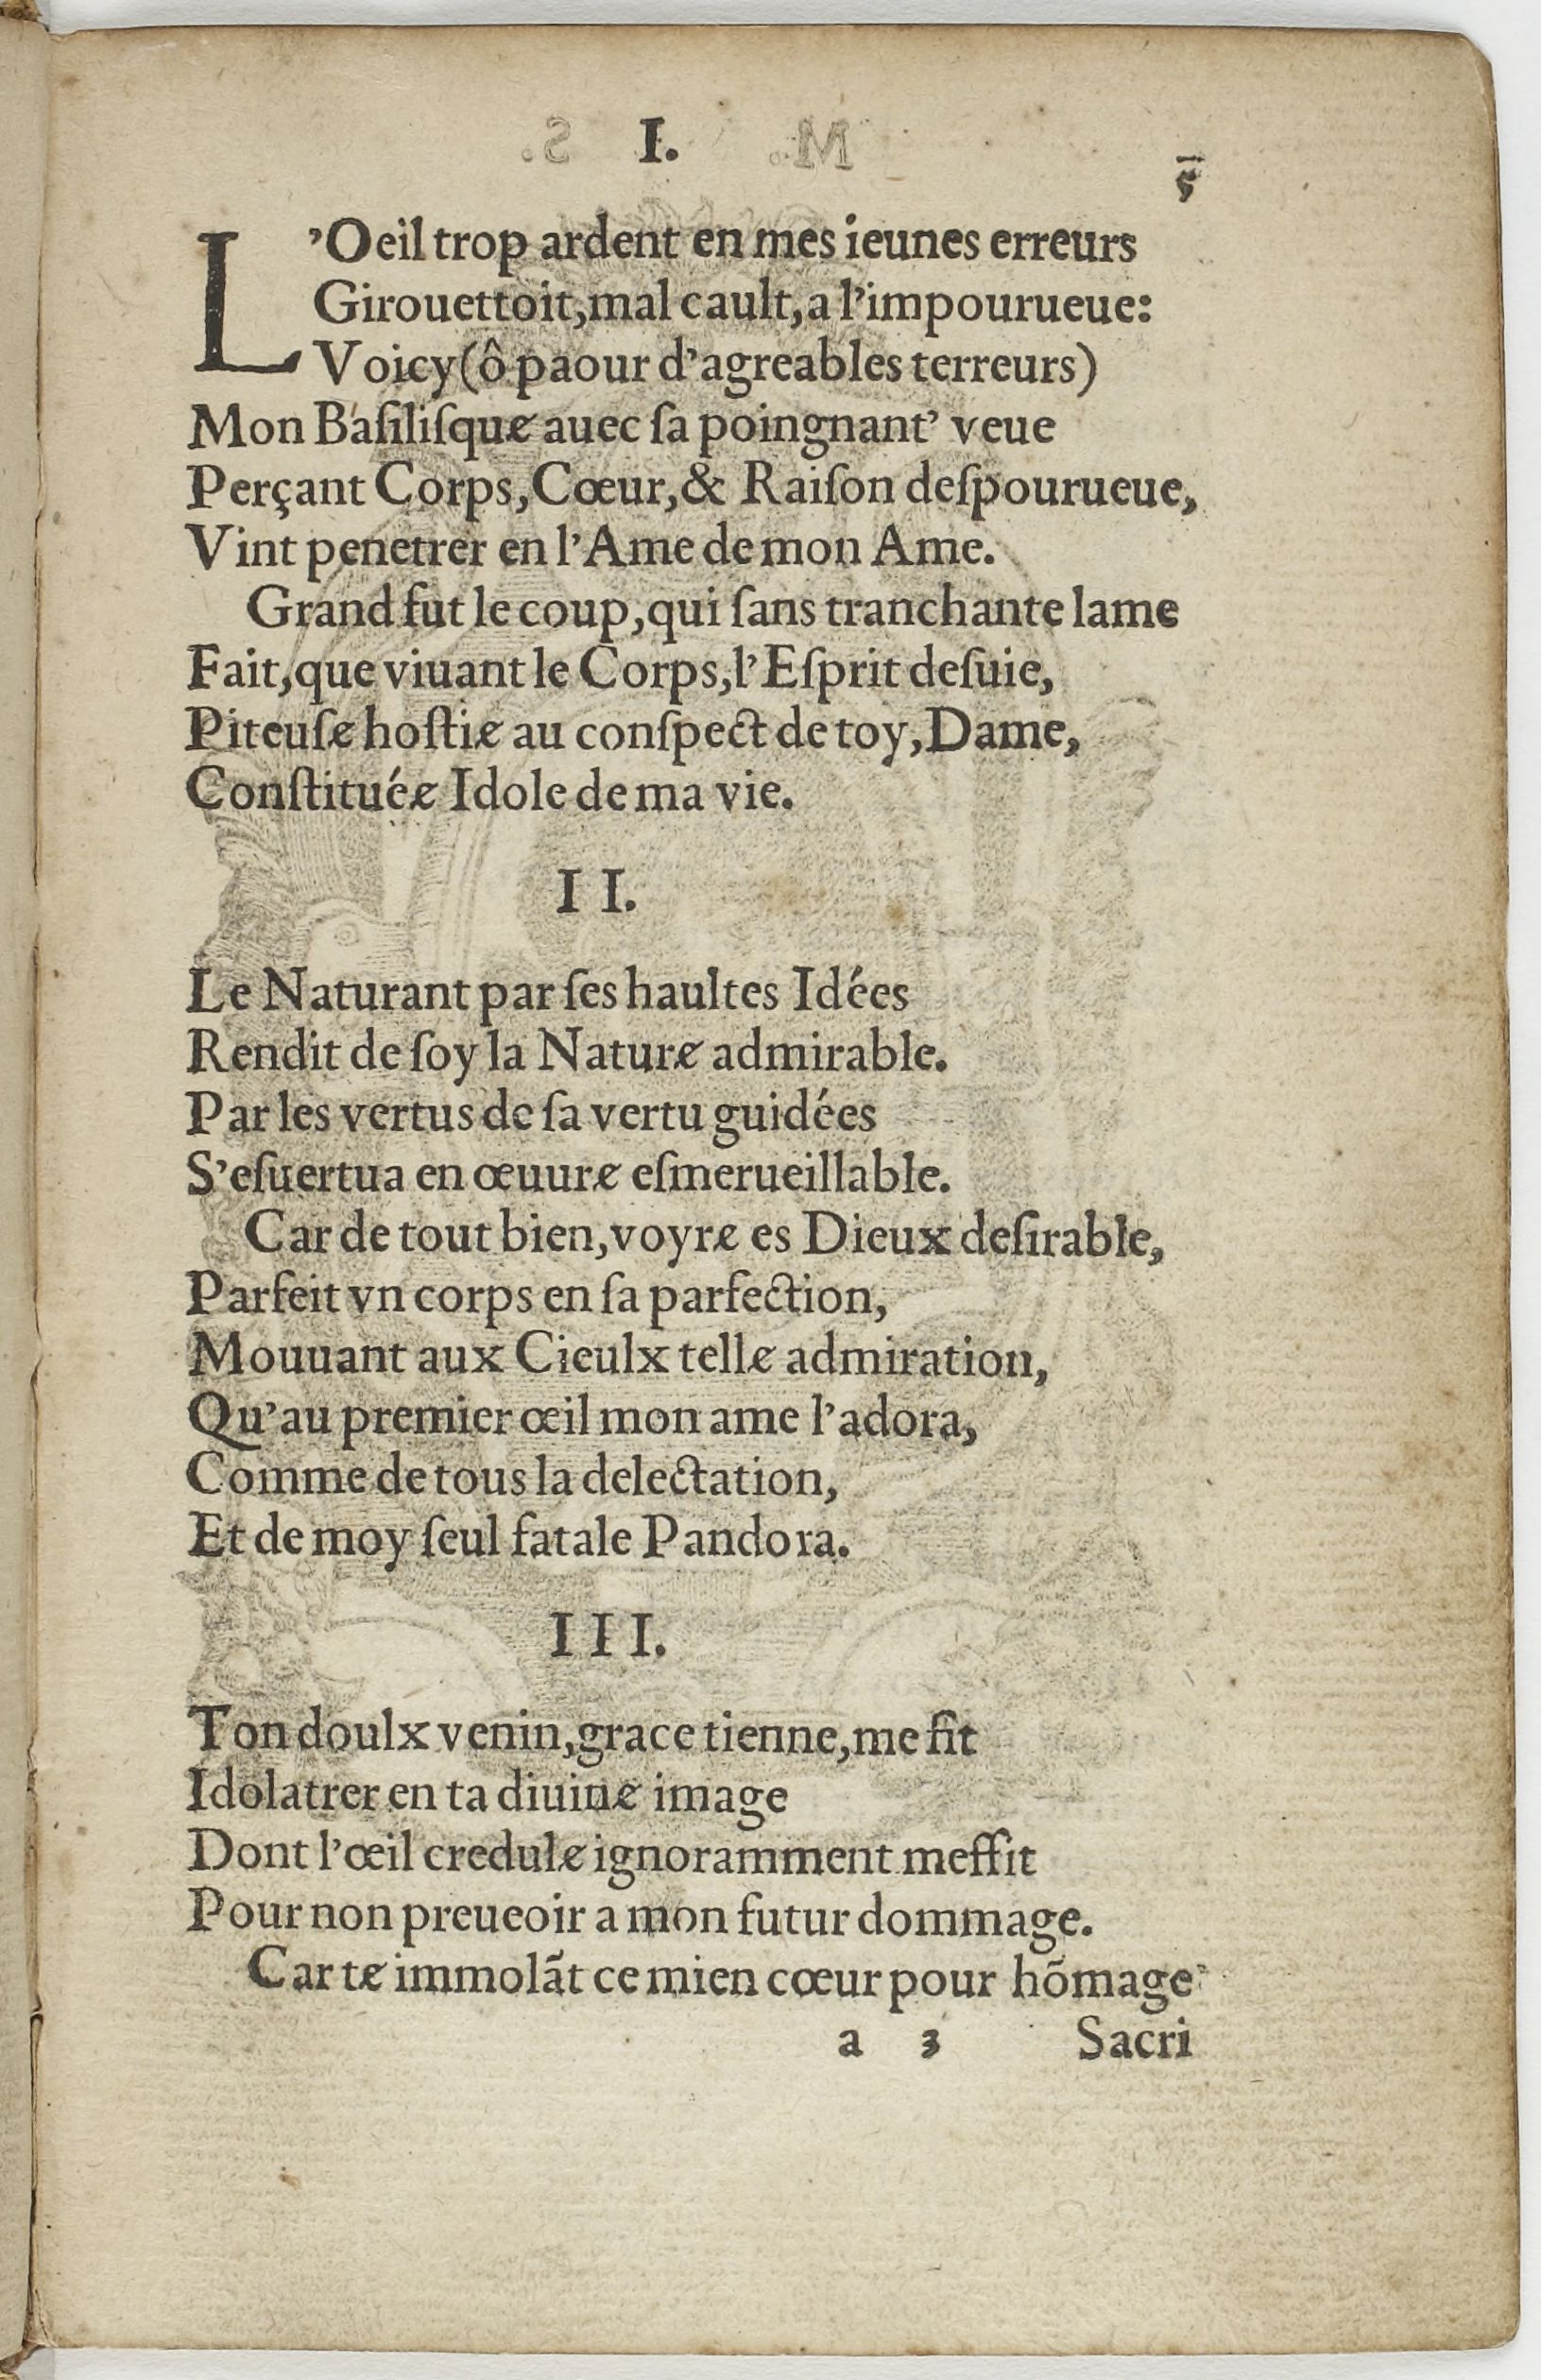 I.
5
L'Oeil trop ardent en mes ieunes erreurs
Girouettoit, mal cault, a l'impourueue:
Voicy (ô paour d'agreables terreurs)
Mon Basiliſque auec ſa poingnant' veue
Perçant Corps, Cœur, & Raiſon deſpourueue,
Vint penetrer en l'Ame de mon Ame.
Grand fut le coup, qui ſans tranchante lame
Fait, que viuant le Corps, l'Eſprit deſuie,
Piteuſe hoſtie au conſpect de toy, Dame,
Conſtituée Idole de ma vie.
II.
Le Naturant par ſes haultes Idées
Rendit de ſoy la Nature admirable.
Par les vertus de ſa vertu guidées
S'eſuertua en œuure eſmerueillable.
Car de tout bien, voyre es Dieux deſirable,
Parfeit vn corps en ſa parfection,
Mouuant aux Cieulx telle admiration,
Qu'au premier œil mon ame l'adora,
Comme de tous la delectation,
Et de moy ſeul fatale Pandora.
III.
Ton doulx venin, grace tienne, me fit
Idolatrer en ta diuine image
Dont l'œil credule ignoramment meffit
Pour non preueoir a mon futur dommage.
Car te immolãt ce mien cœur pour hõmage
a 3 Sacri